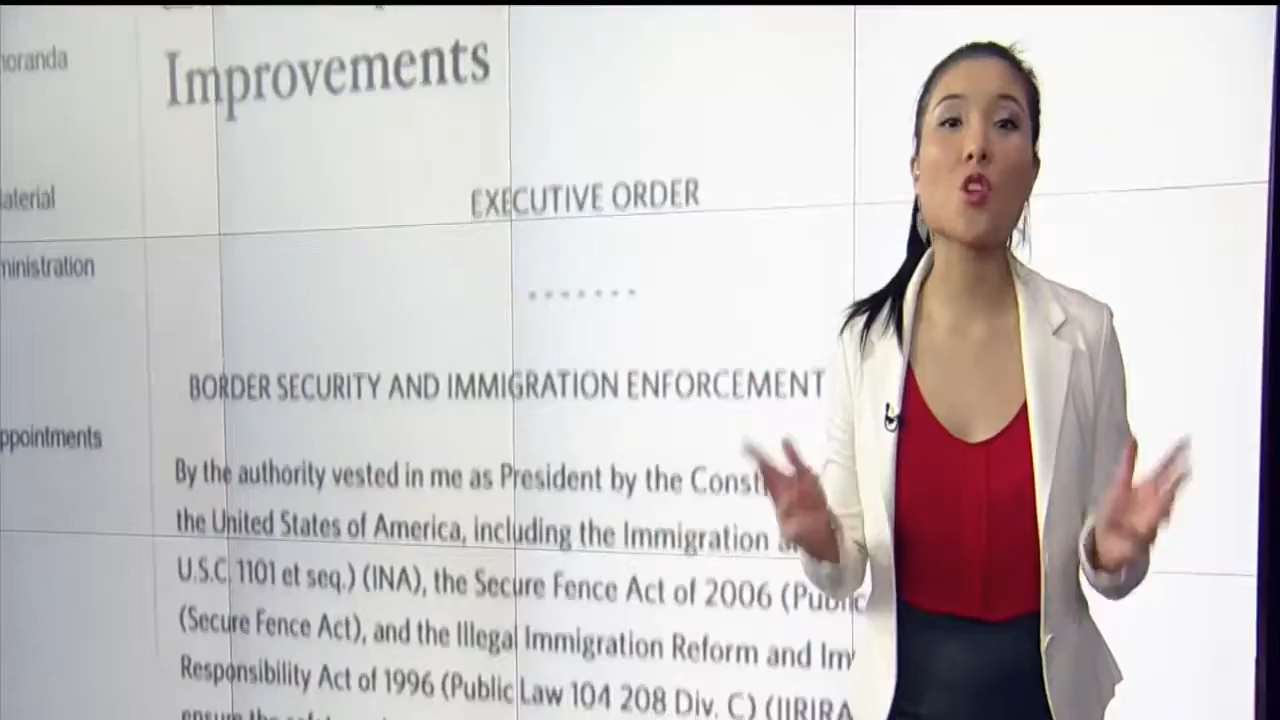 Improvements
oranda
EXECUTIVE ORDER
aterial
ministration
.......
BORDER SECURITY AND IMMIGRATION ENFORCEMENT
ppointments
By the authority vested in me as President by the Const
the United States of America, including the Immigration
U.S.C. 1101 et seq.) (INA), the Secure Fence Act of 2006 (Public
(Secure Fence Act), and the Illegal Immigration Reform and Im
Responsibility Act of 1996 (Public Law 104 208 Div. C) (IIRIRA
ensure the